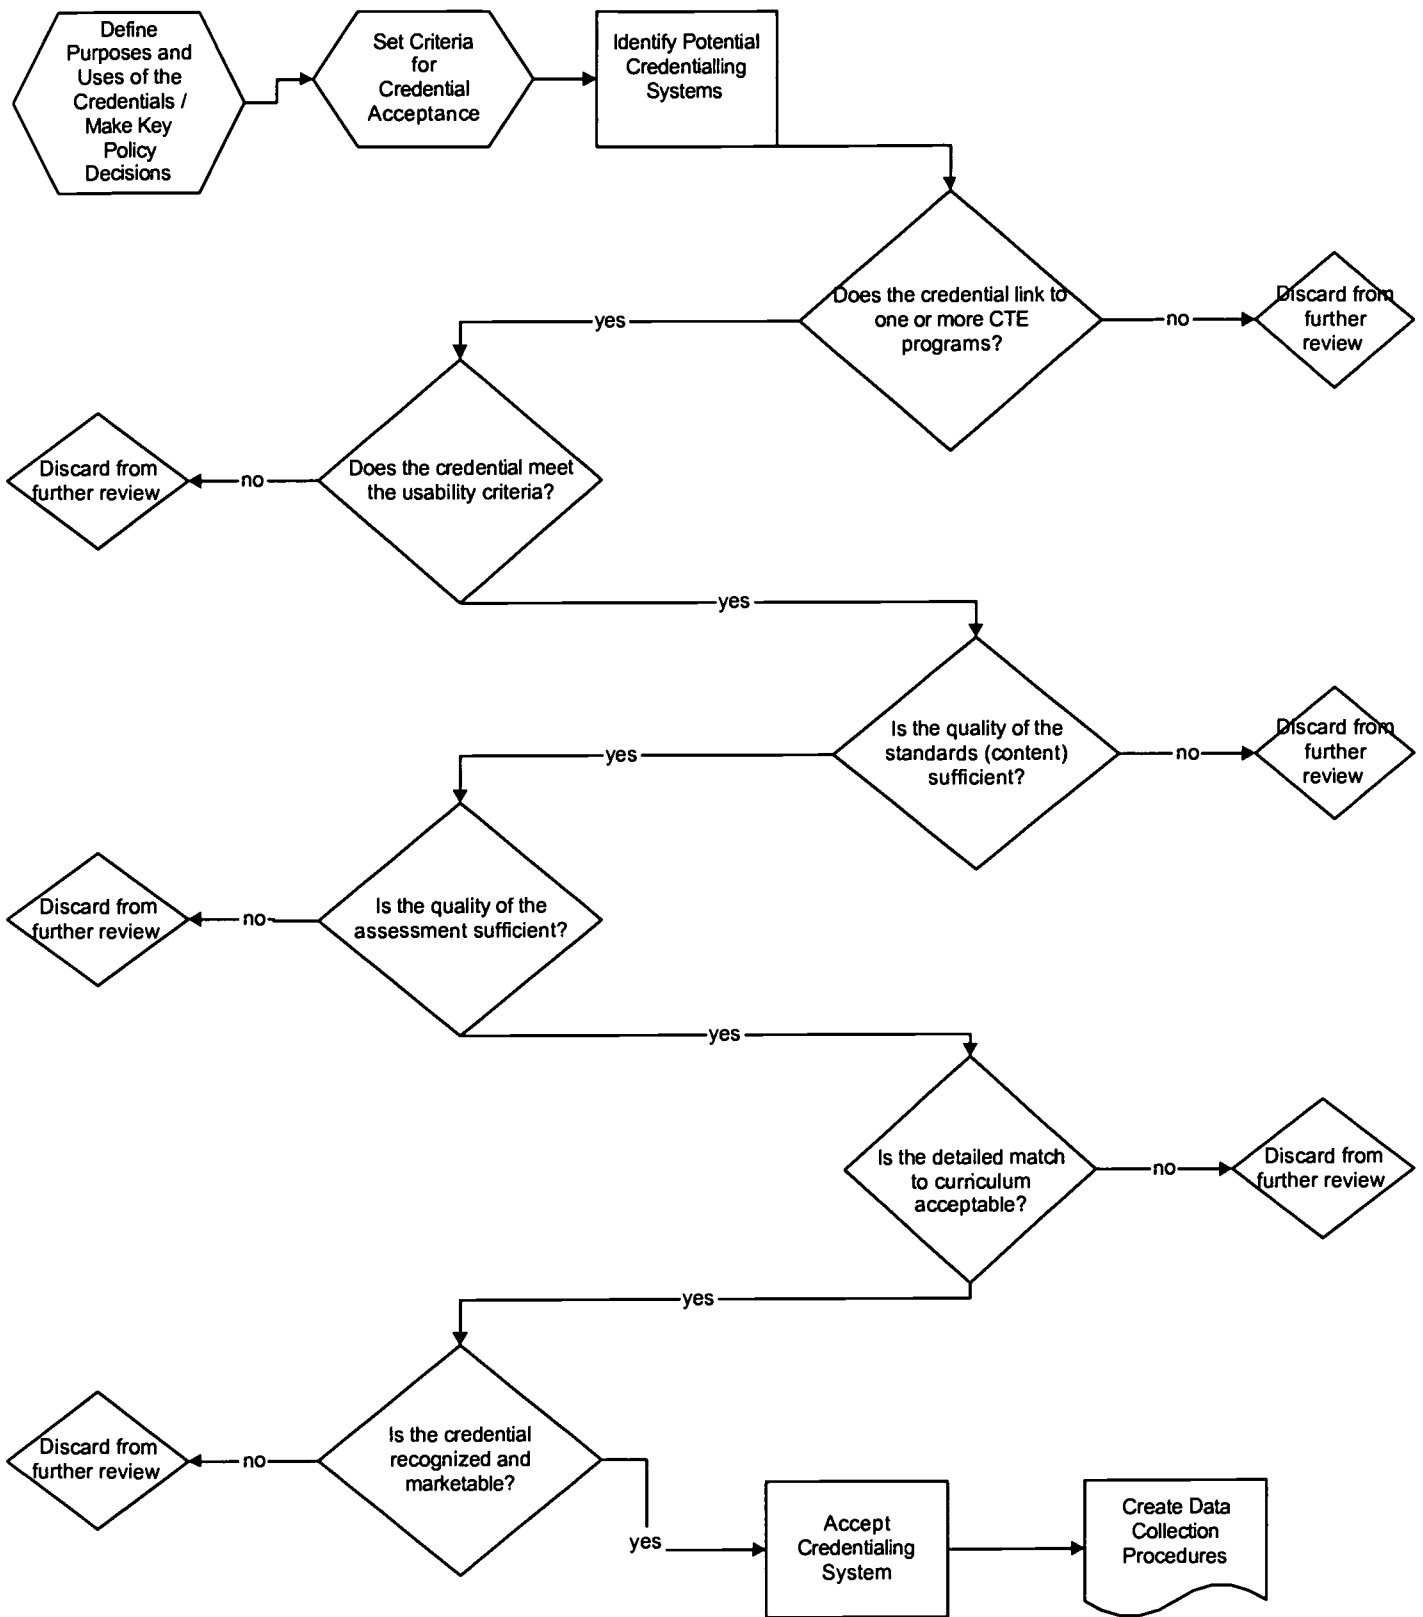 Define
Purposes and
Uses of the
Credentials /
Make Key
Policy
Decisions
Set Criteria
for
Credential
Acceptance
Identify Potential
Credentialling
Systems
Does the credential link to
one or more CTE
programs?
no
Discard from
further
review
yes
Does the credential meet
the usability criteria?
no
Discard from
further review
yes
Is the quality of the
standards (content)
sufficient?
no
Discard from
further
review
yes
Is the quality of the
assessment sufficient?
no
Discard from
further review
yes
Is the detailed match
to curriculum
acceptable?
no
Discard from
further review
yes
Is the credential
recognized and
marketable?
no
Discard from
further review
yes
Accept
Credentialing
System
Create Data
Collection
Procedures